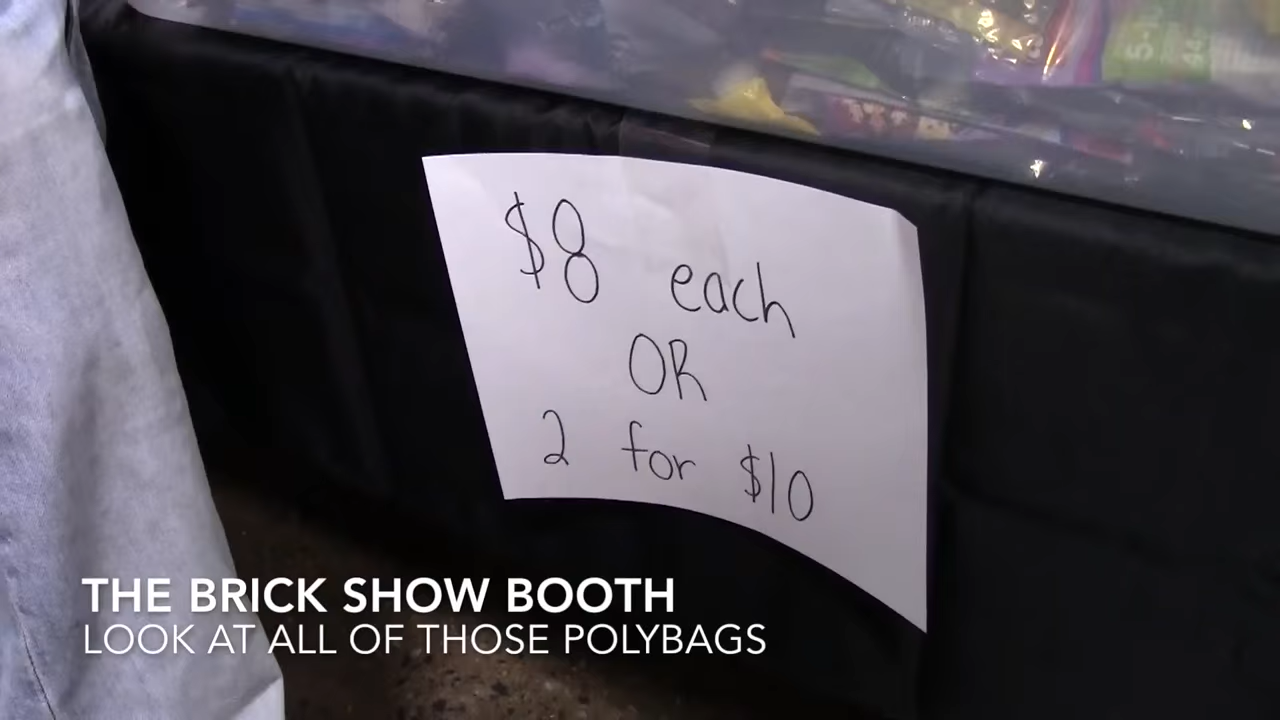 $8 each
OR
2 for $10
THE BRICK SHOW BOOTH
LOOK AT ALL OF THOSE POLYBAGS